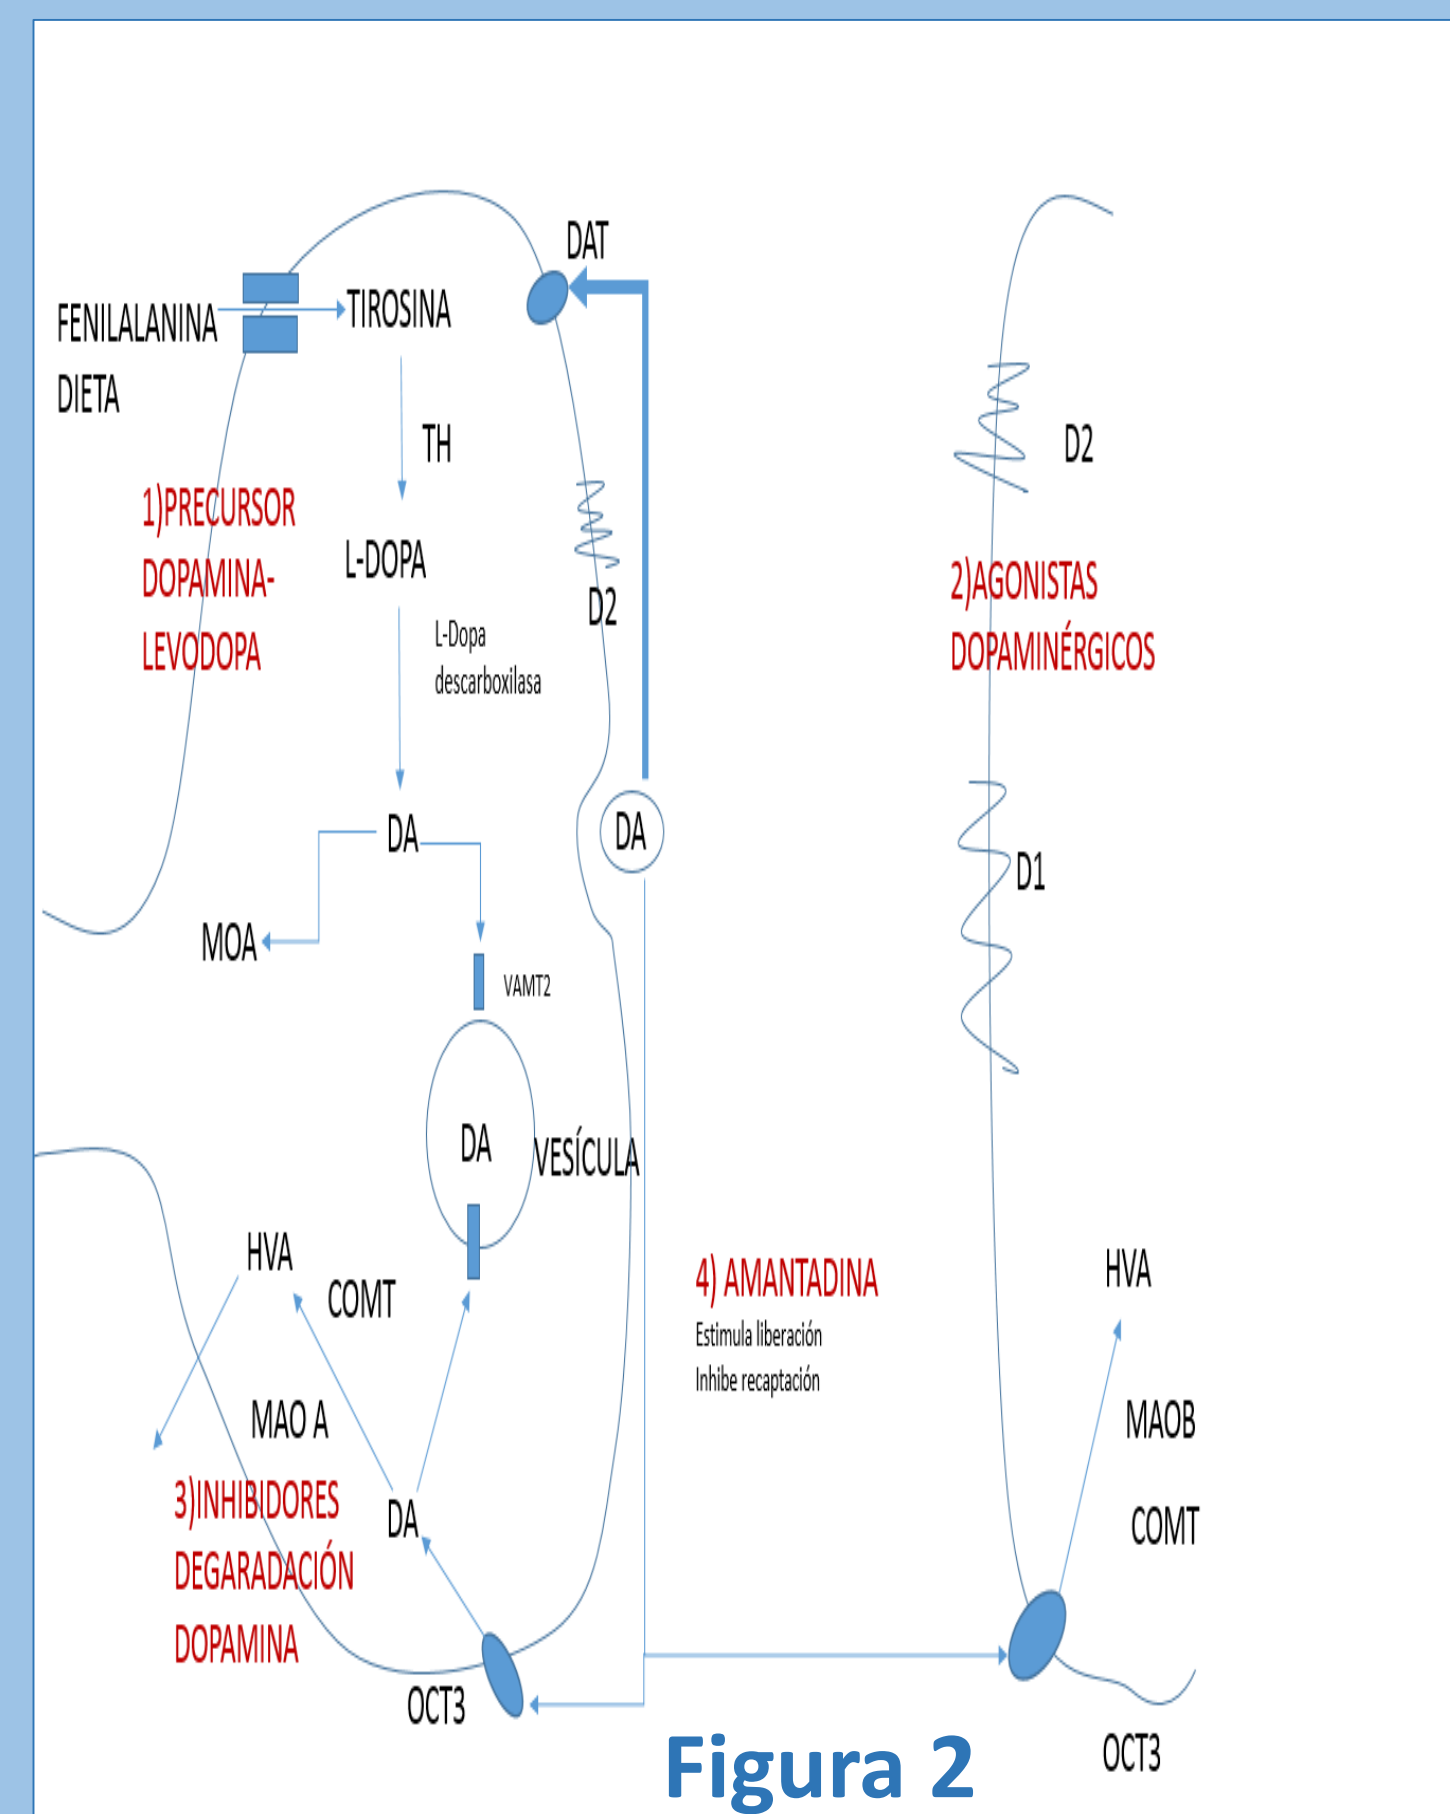 DAT
FENILALANINA
DIETA
TIROSINA
TH
D2
1)PRECURSOR
DOPAMINA-
LEVODOPA
L-DOPA
L-Dopa
descarboxilasa
D2
2)AGONISTAS
DOPAMINÉRGICOS
DA
DA
D1
MOA
VAMT2
DA
VESÍCULA
HVA
COMT
4) AMANTADINA
Estimula liberación
Inhibe recaptación
HVA
MAO A
MAOB
3)INHIBIDORES
DEGARADACIÓN
DOPAMINA
DA
COMT
OCT3
OCT3
Figura 2